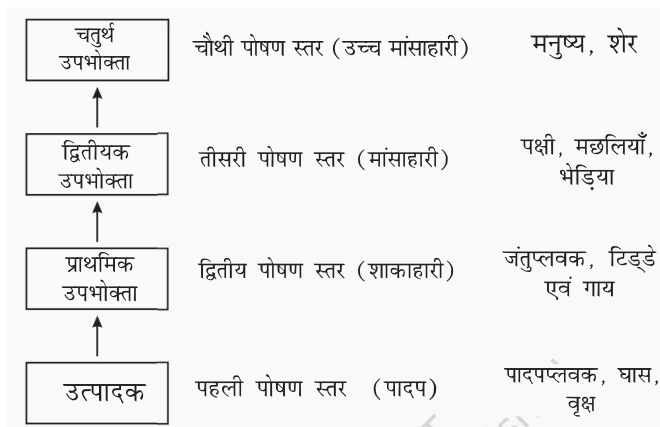 चतुर्थ
उपभोक्ता
चौथी पोषण स्तर (उच्च मांसाहारी)
मनुष्य, शेर
द्वितीयक
उपभोक्ता
तीसरी पोषण स्तर (मांसाहारी)
पक्षी, मछलियाँ,
भेड़िया
प्राथमिक
उपभोक्ता
द्वितीय पोषण स्तर (शाकाहारी)
जंतुप्लवक, टिड्डे
एवं गाय
उत्पादक
पहली पोषण स्तर (पादप)
पादपप्लवक, घास,
वृक्ष